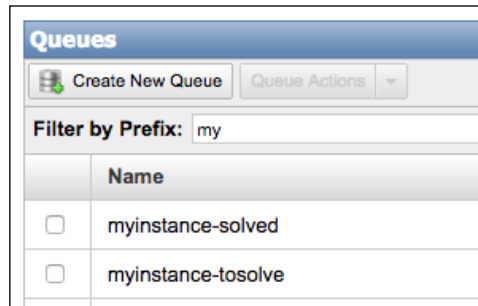 Queues
Create New Queue Queue Actions
Filter by Prefix: my
Name
myinstance-solved
myinstance-tosolve